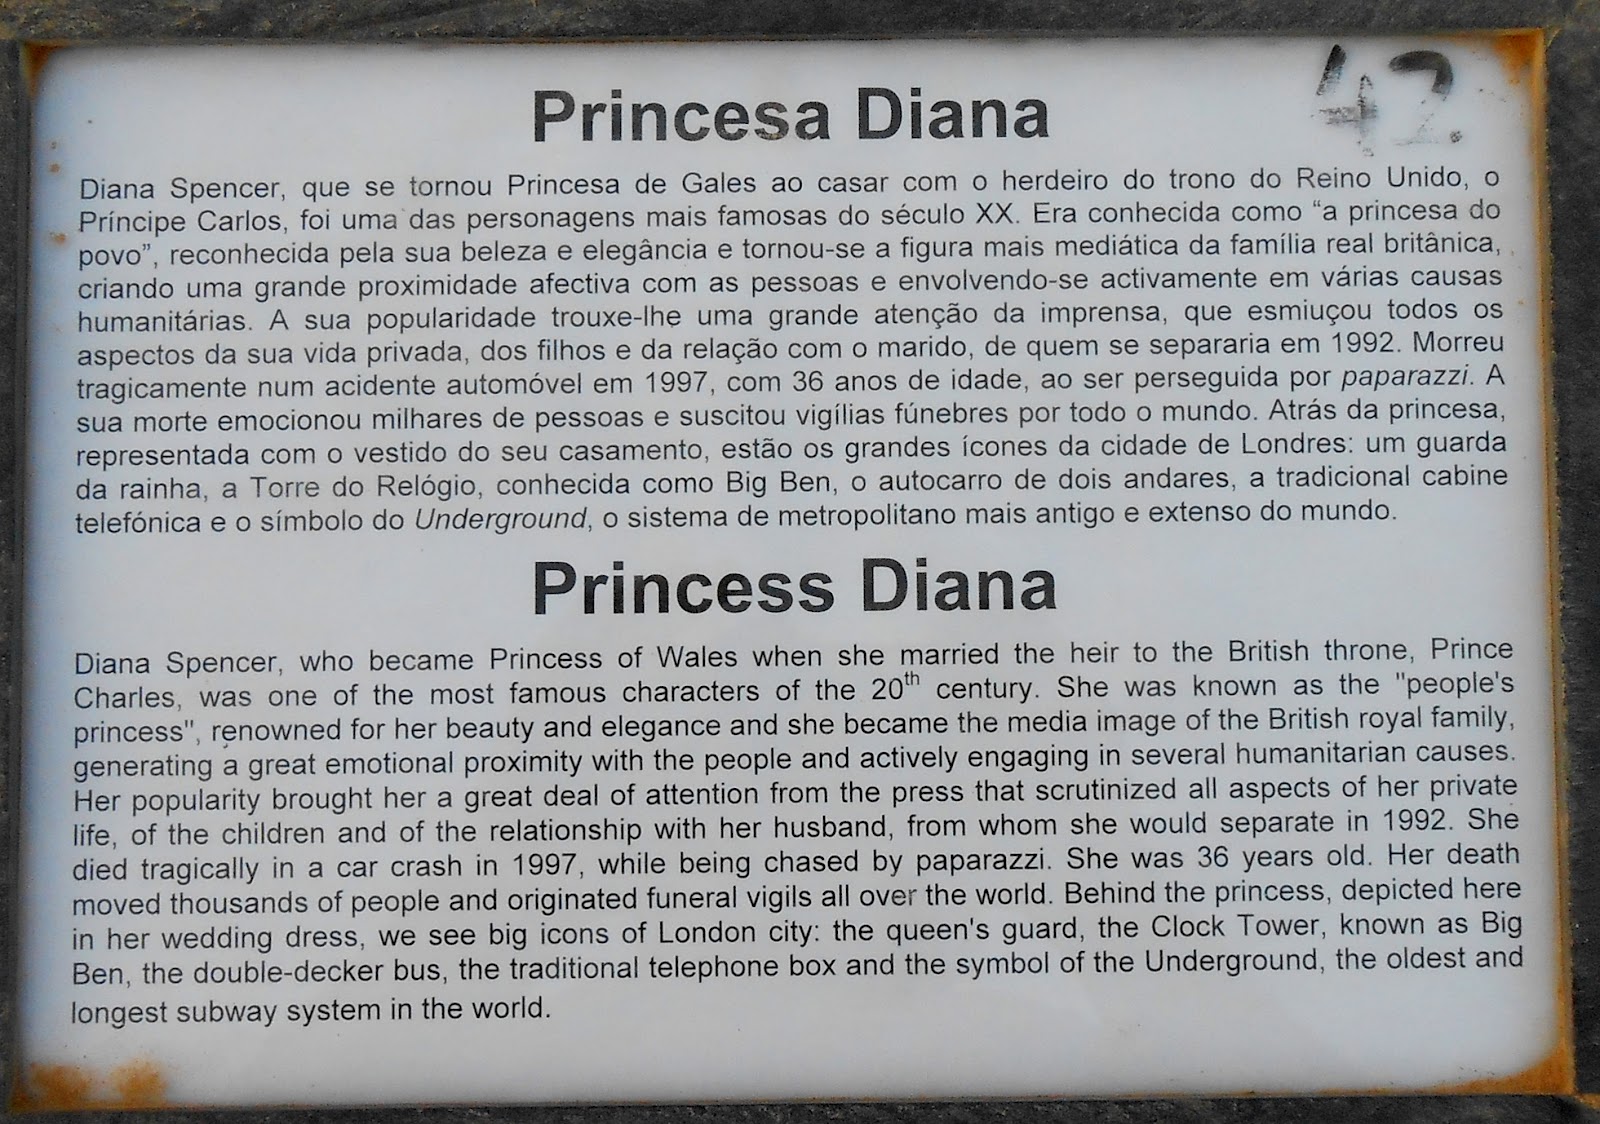 42.
Princesa Diana
Diana Spencer, que se tornou Princesa de Gales ao casar com o herdeiro do trono do Reino Unido, o
Príncipe Carlos, foi uma das personagens mais famosas do século XX. Era conhecida como “a princesa do
povo”, reconhecida pela sua beleza e elegância e tornou-se a figura mais mediática da família real britânica,
criando uma grande proximidade afectiva com as pessoas e envolvendo-se activamente em várias causas
humanitárias. A sua popularidade trouxe-lhe uma grande atenção da imprensa, que esmiuçou todos os
aspectos da sua vida privada, dos filhos e da relação com o marido, de quem se separaria em 1992. Morreu
tragicamente num acidente automóvel em 1997, com 36 anos de idade, ao ser perseguida por paparazzi. A
sua morte emocionou milhares de pessoas e suscitou vigílias fúnebres por todo o mundo. Atrás da princesa,
representada com o vestido do seu casamento, estão os grandes ícones da cidade de Londres: um guarda
da rainha, a Torre do Relógio, conhecida como Big Ben, o autocarro de dois andares, a tradicional cabine
telefónica e o símbolo do Underground, o sistema de metropolitano mais antigo e extenso do mundo.
Princess Diana
Diana Spencer, who became Princess of Wales when she married the heir to the British throne, Prince
Charles, was one of the most famous characters of the 20th century. She was known as the "people's
princess", renowned for her beauty and elegance and she became the media image of the British royal family,
generating a great emotional proximity with the people and actively engaging in several humanitarian causes.
Her popularity brought her a great deal of attention from the press that scrutinized all aspects of her private
life, of the children and of the relationship with her husband, from whom she would separate in 1992. She
died tragically in a car crash in 1997, while being chased by paparazzi. She was 36 years old. Her death
moved thousands of people and originated funeral vigils all over the world. Behind the princess, depicted here
in her wedding dress, we see big icons of London city: the queen's guard, the Clock Tower, known as Big
Ben, the double-decker bus, the traditional telephone box and the symbol of the Underground, the oldest and
longest subway system in the world.